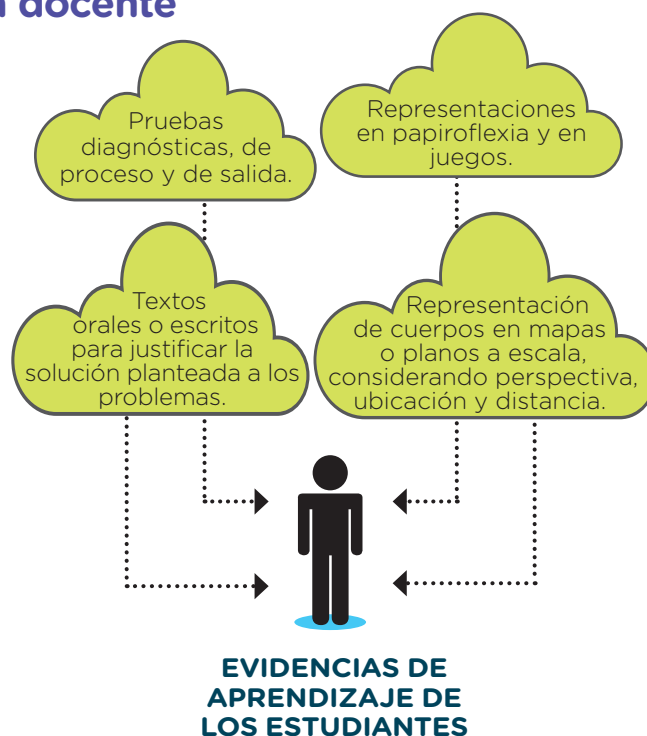 docente
Pruebas
diagnósticas, de
proceso y de salida.
Representaciones
en papiroflexia y en
juegos.
Textos
orales o escritos
para justificar la
solución planteada a los
problemas.
Representación
de cuerpos en mapas
o planos a escala,
considerando perspectiva,
ubicación y distancia.
EVIDENCIAS DE
APRENDIZAJE DE
LOS ESTUDIANTES